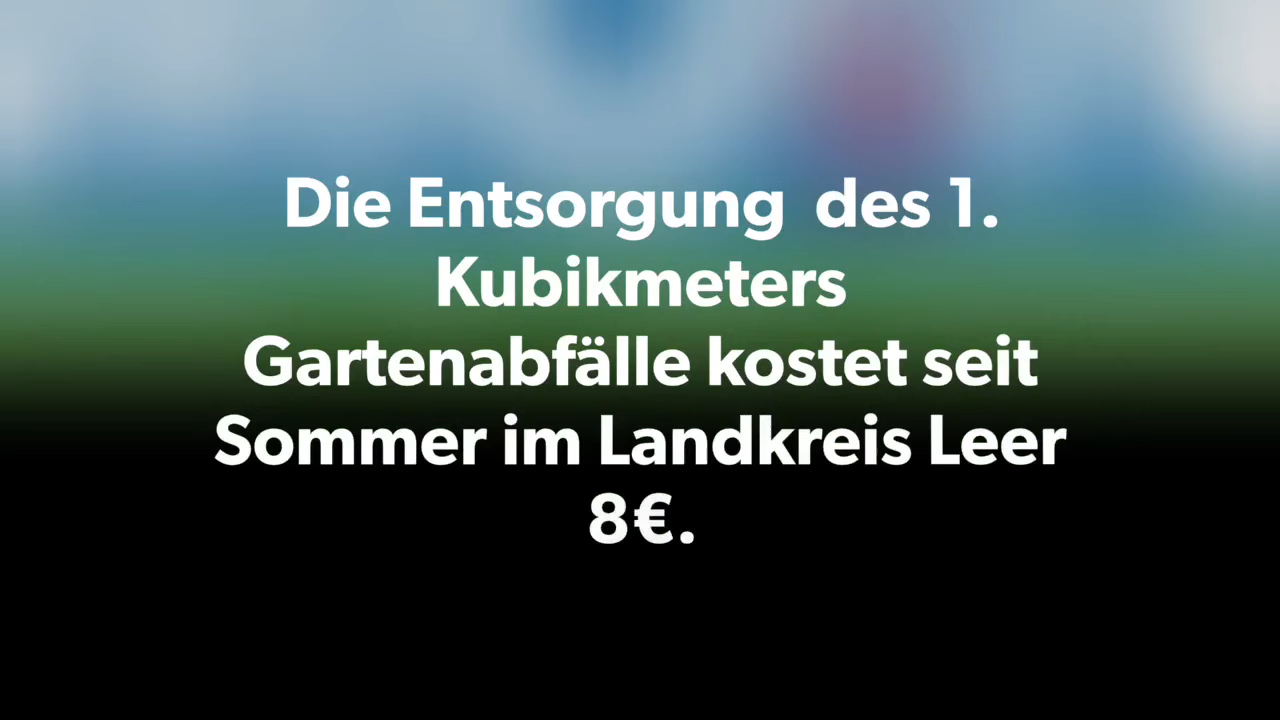 Die Entsorgung  des 1.
Kubikmeters
Gartenabfälle kostet seit
Sommer im Landkreis Leer
8€.